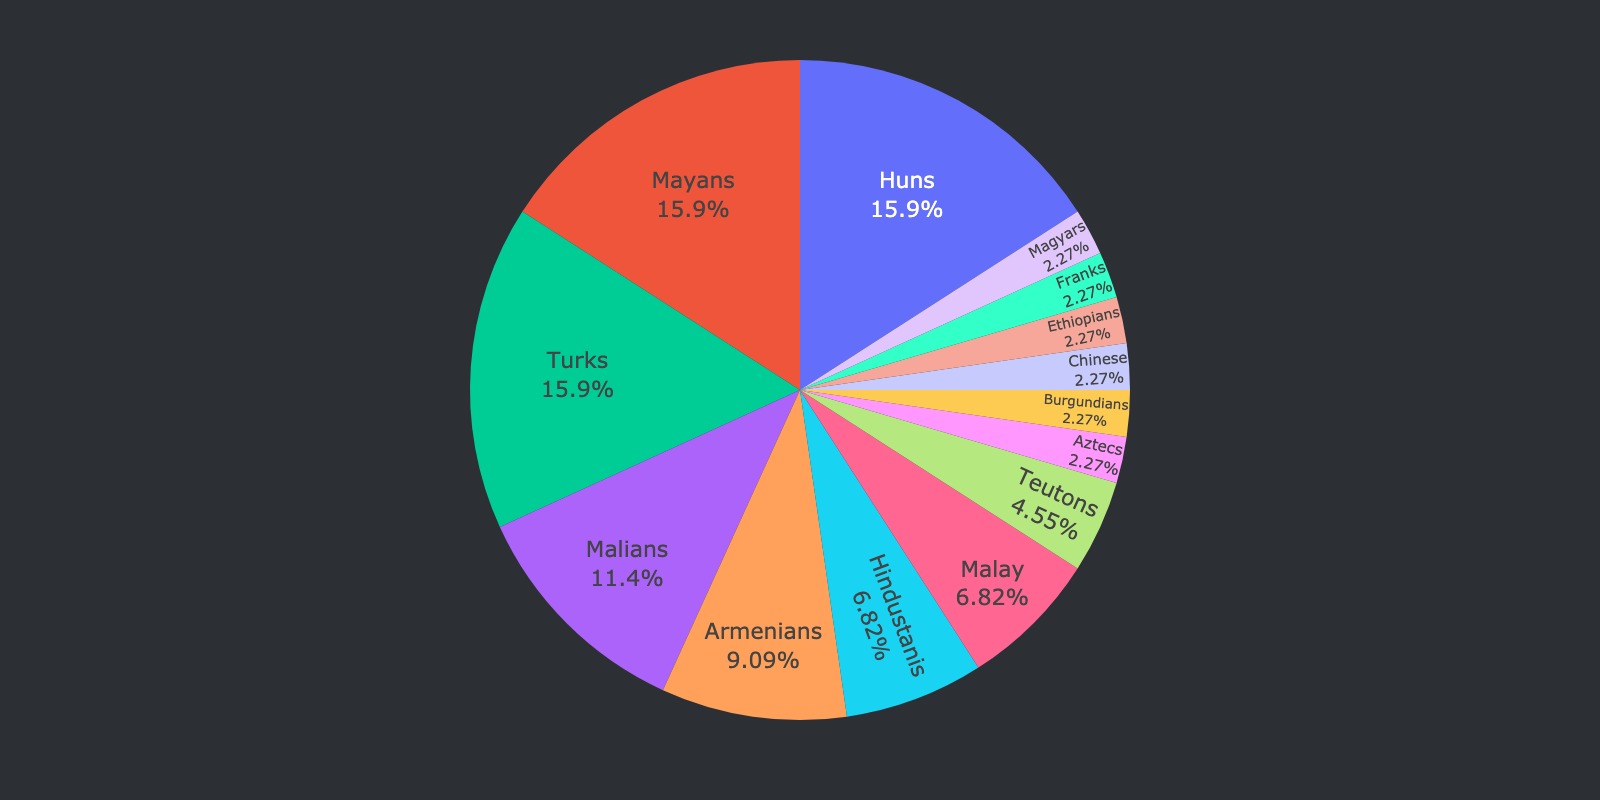 Mayans
15.9%
Huns
15.9%
Magyars
2.27%
Franks
2.27%
Ethiopians
2.27%
Chinese
2.27%
Burgundians
2.27%
Aztecs
2.27%
Teutons
4.55%
Malay
6.82%
Hindustanis
6.82%
Armenians
9.09%
Malians
11.4%
Turks
15.9%